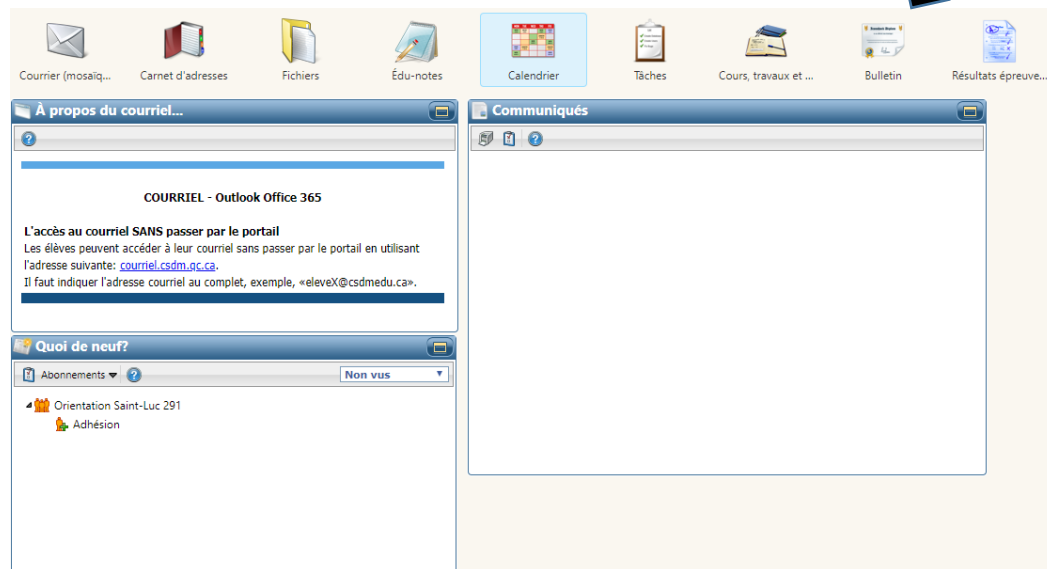 Courrier (mosaïq...
Carnet d'adresses
Fichiers
Édu-notes
Calendrier
Tâches
Cours, travaux et ...
Bulletin
Résultats épreuve...
À propos du courriel...
COURRIEL - Outlook Office 365
L'accès au courriel SANS passer par le portail
Les élèves peuvent accéder à leur courriel sans passer par le portail en utilisant
l'adresse suivante: courriel.csdm.qc.ca.
Il faut indiquer l'adresse courriel au complet, exemple, «eleveX@csdmedu.ca».
Quoi de neuf?
Abonnements
Non vus
Orientation Saint-Luc 291
Adhésion
Communiqués